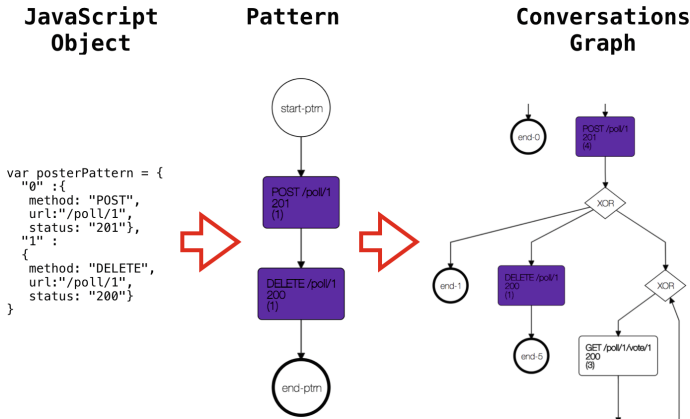 JavaScript
Object
Pattern
Conversations
Graph
var posterPattern = {
"0" :{
method: "POST",
url:"/poll/1",
status: "201"},
"1" :
{
method: "DELETE",
url:"/poll/1",
status: "200"}
}
start-ptrn
POST /poll/1
201
(1)
DELETE /poll/1
200
(1)
end-ptrn
end-0
POST /poll/1
201
(4)
XOR
end-1
DELETE /poll/1
200
(1)
XOR
end-5
GET /poll/1/vote/1
200
(3)